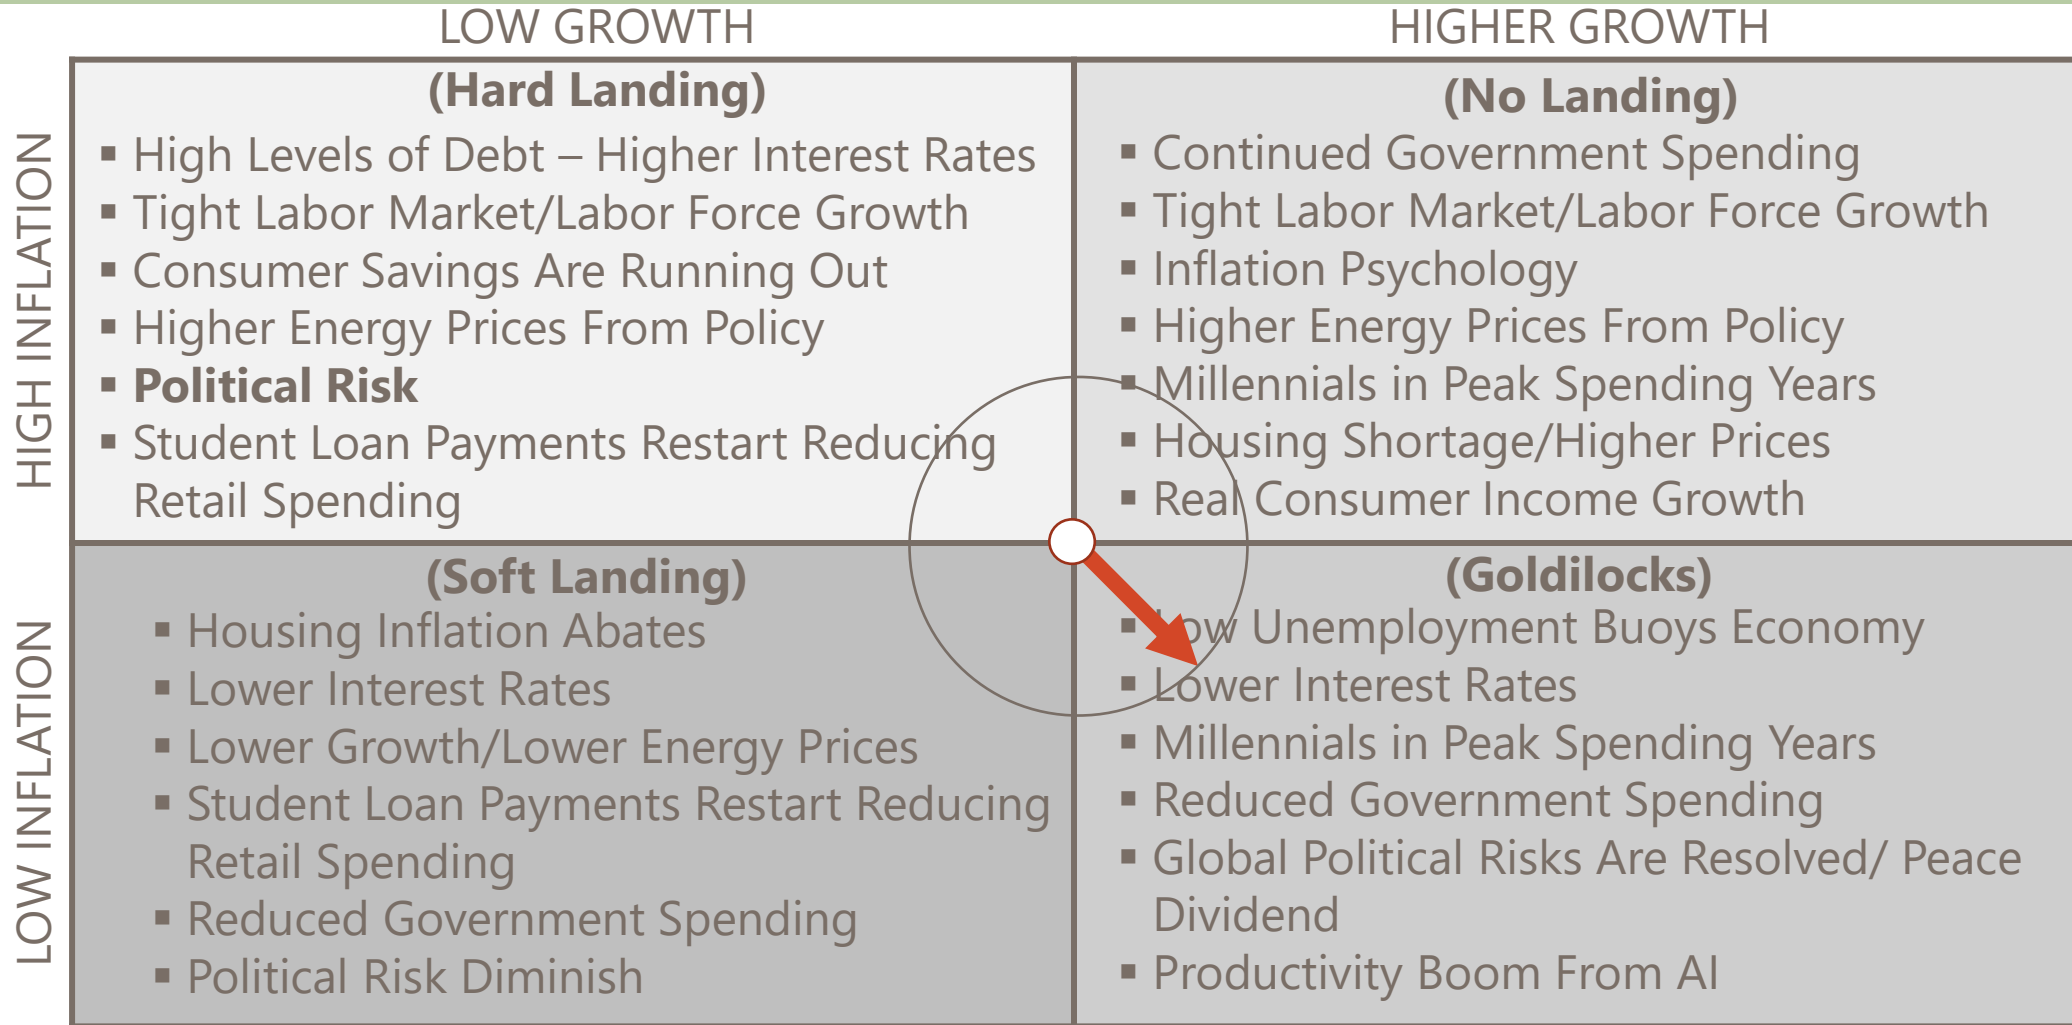 LOW GROWTH
HIGHER GROWTH
HIGH INFLATION
(Hard Landing)
▪ High Levels of Debt – Higher Interest Rates
▪ Tight Labor Market/Labor Force Growth
▪ Consumer Savings Are Running Out
▪ Higher Energy Prices From Policy
▪ Political Risk
▪ Student Loan Payments Restart Reducing
Retail Spending
(No Landing)
▪ Continued Government Spending
▪ Tight Labor Market/Labor Force Growth
▪ Inflation Psychology
▪ Higher Energy Prices From Policy
▪ Millennials in Peak Spending Years
▪ Housing Shortage/Higher Prices
▪ Real Consumer Income Growth
LOW INFLATION
(Soft Landing)
▪ Housing Inflation Abates
▪ Lower Interest Rates
▪ Lower Growth/Lower Energy Prices
▪ Student Loan Payments Restart Reducing
Retail Spending
▪ Reduced Government Spending
▪ Political Risk Diminish
(Goldilocks)
▪ Low Unemployment Buoys Economy
▪ Lower Interest Rates
▪ Millennials in Peak Spending Years
▪ Reduced Government Spending
▪ Global Political Risks Are Resolved/ Peace
Dividend
▪ Productivity Boom From AI